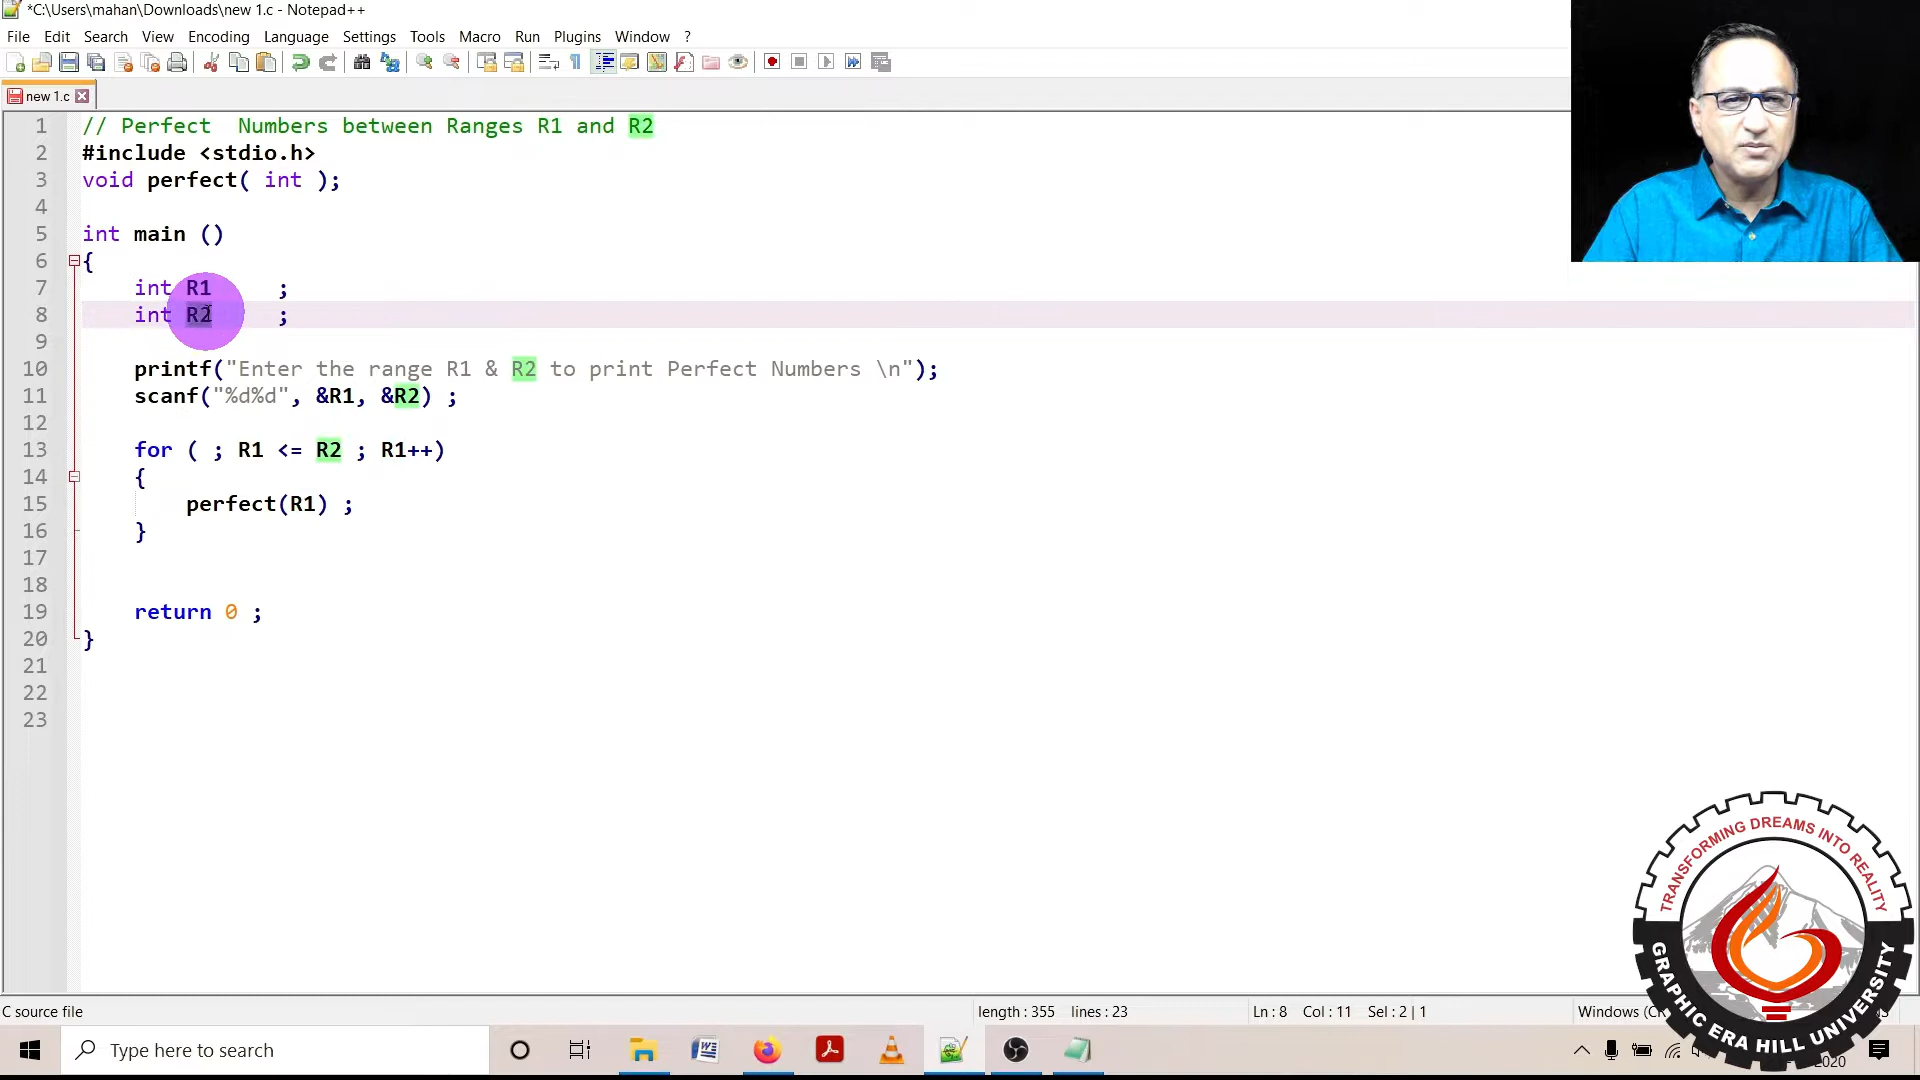 *C:\Users\mahan\Downloads\new 1.c - Notepad++
File Edit Search View Encoding Language Settings Tools Macro Run Plugins Window ?
new 1.c
1 // Perfect  Numbers between Ranges R1 and R2
2 #include <stdio.h>
3 void perfect( int );
4
5 int main ()
6 {
7     int R1     ;
8     int R2     ;
9
10     printf("Enter the range R1 & R2 to print Perfect Numbers \n");
11     scanf("%d%d", &R1, &R2) ;
12
13     for ( ; R1 <= R2 ; R1++)
14     {
15         perfect(R1) ;
16     }
17
18
19     return 0 ;
20 }
21
22
23
TRANSFORMING DREAMS INTO REALITY
GRAPHIC ERA HILL UNIVERSITY
C source file length : 355 lines : 23 Ln : 8 Col : 11 Sel : 2 | 1 Windows (CR
Type here to search
2020